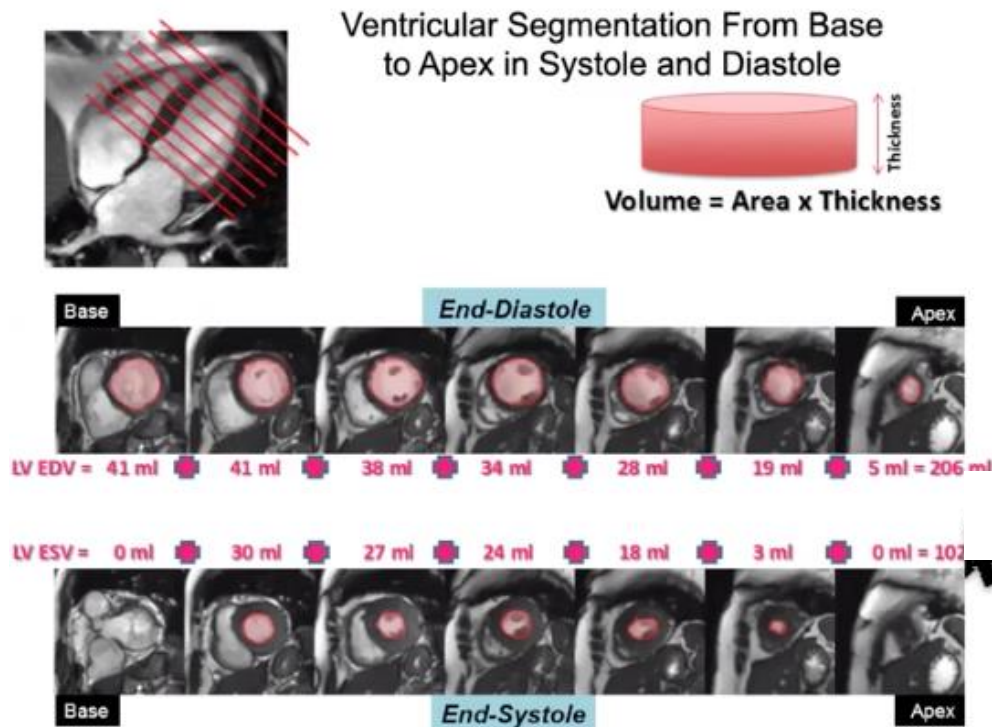 Ventricular Segmentation From Base
to Apex in Systole and Diastole
Thickness
Volume = Area x Thickness
End-Diastole
Base
Apex
LV EDV = 41 ml 41 ml 38 ml 34 ml 28 ml 19 ml 5 ml = 206 ml
LV ESV = 0 ml 30 ml 27 ml 24 ml 18 ml 3 ml 0 ml = 102
Base
End-Systole
Apex